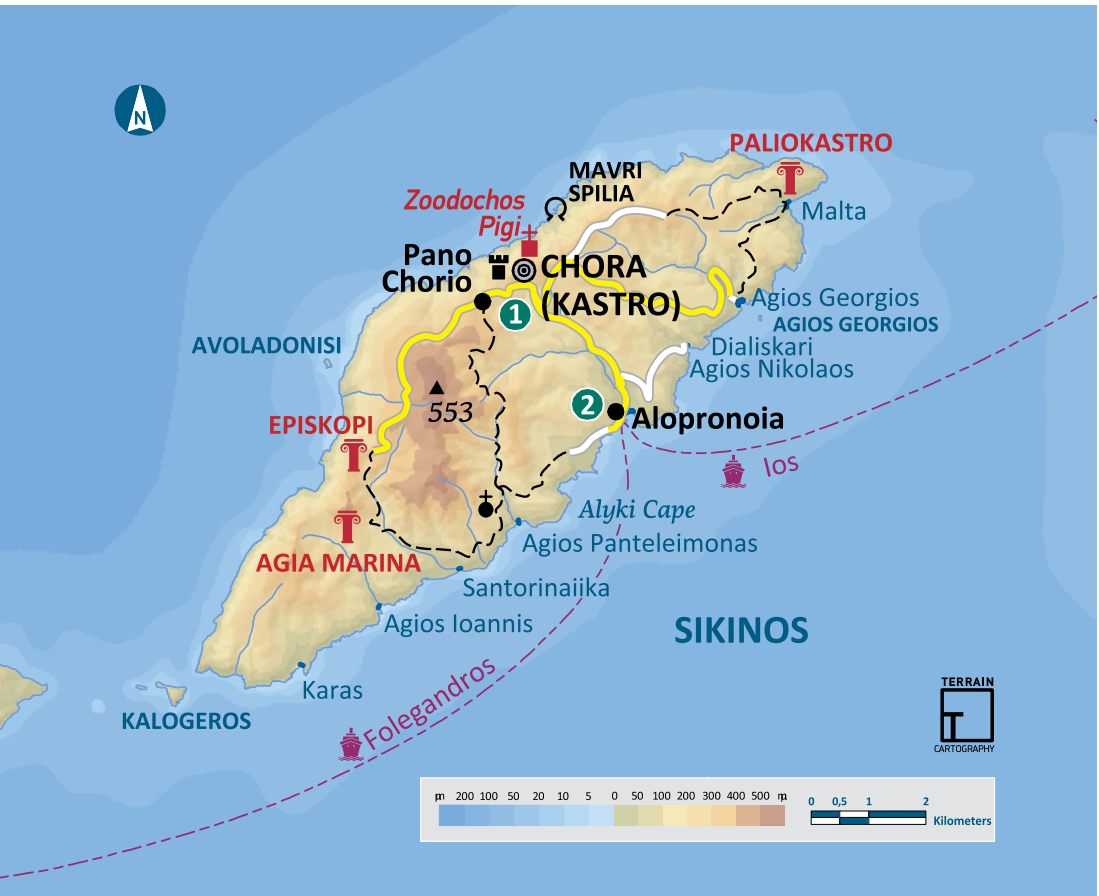 N
PALIOKASTRO
MAVRI
SPILIA
Zoodochos
Pigi
Malta
Pano
Chorio
CHORA
(KASTRO)
1
Agios Georgios
AGIOS GEORGIOS
AVOLADONISI
Dialiskari
Agios Nikolaos
553
2
Alopronoia
EPISKOPI
Ios
Alyki Cape
Agios Panteleimonas
AGIA MARINA
Santorinaiika
Agios Ioannis
SIKINOS
Karas
Folegandros
KALOGEROS
TERRAIN
T
CARTOGRAPHY
m 200 100 50 20 10 5 0 50 100 200 300 400 500 m
0 0,5 1 2
Kilometers